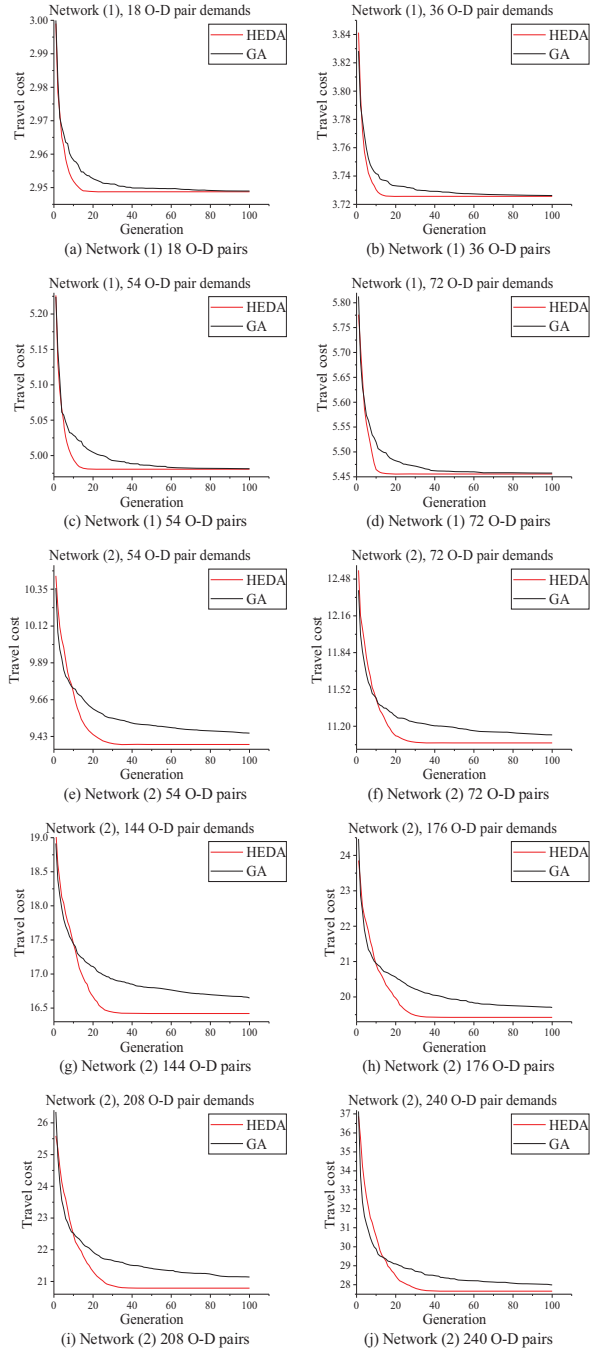 Network (1), 18 O-D pair demands
3.00
2.99
2.98
2.97
2.96
2.95
Travel cost
HEDA
GA
0 20 40 60 80 100
Generation
(a) Network (1) 18 O-D pairs
Network (1), 36 O-D pair demands
3.84
3.82
3.80
3.78
3.76
3.74
3.72
Travel cost
HEDA
GA
0 20 40 60 80 100
Generation
(b) Network (1) 36 O-D pairs
Network (1), 54 O-D pair demands
5.20
5.15
5.10
5.05
5.00
Travel cost
HEDA
GA
0 20 40 60 80 100
Generation
(c) Network (1) 54 O-D pairs
Network (1), 72 O-D pair demands
5.80
5.75
5.70
5.65
5.60
5.55
5.50
5.45
Travel cost
HEDA
GA
0 20 40 60 80 100
Generation
(d) Network (1) 72 O-D pairs
Network (2), 54 O-D pair demands
10.35
10.12
9.89
9.66
9.43
Travel cost
HEDA
GA
0 20 40 60 80 100
Generation
(e) Network (2) 54 O-D pairs
Network (2), 72 O-D pair demands
12.48
12.16
11.84
11.52
11.20
Travel cost
HEDA
GA
0 20 40 60 80 100
Generation
(f) Network (2) 72 O-D pairs
Network (2), 144 O-D pair demands
19.0
18.5
18.0
17.5
17.0
16.5
Travel cost
HEDA
GA
0 20 40 60 80 100
Generation
(g) Network (2) 144 O-D pairs
Network (2), 176 O-D pair demands
24
23
22
21
20
Travel cost
HEDA
GA
0 20 40 60 80 100
Generation
(h) Network (2) 176 O-D pairs
Network (2), 208 O-D pair demands
26
25
24
23
22
21
Travel cost
HEDA
GA
0 20 40 60 80 100
Generation
(i) Network (2) 208 O-D pairs
Network (2), 240 O-D pair demands
37
36
35
34
33
32
31
30
29
28
Travel cost
HEDA
GA
0 20 40 60 80 100
Generation
(j) Network (2) 240 O-D pairs